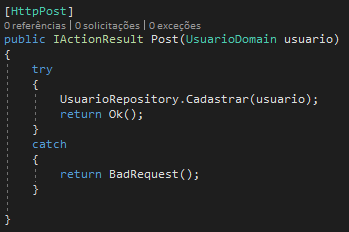 [HttpPost]
0 referências | 0 solicitações | 0 exceções
public IActionResult Post(UsuarioDomain usuario)
{
try
{
UsuarioRepository.Cadastrar(usuario);
return Ok();
}
catch
{
return BadRequest();
}
}